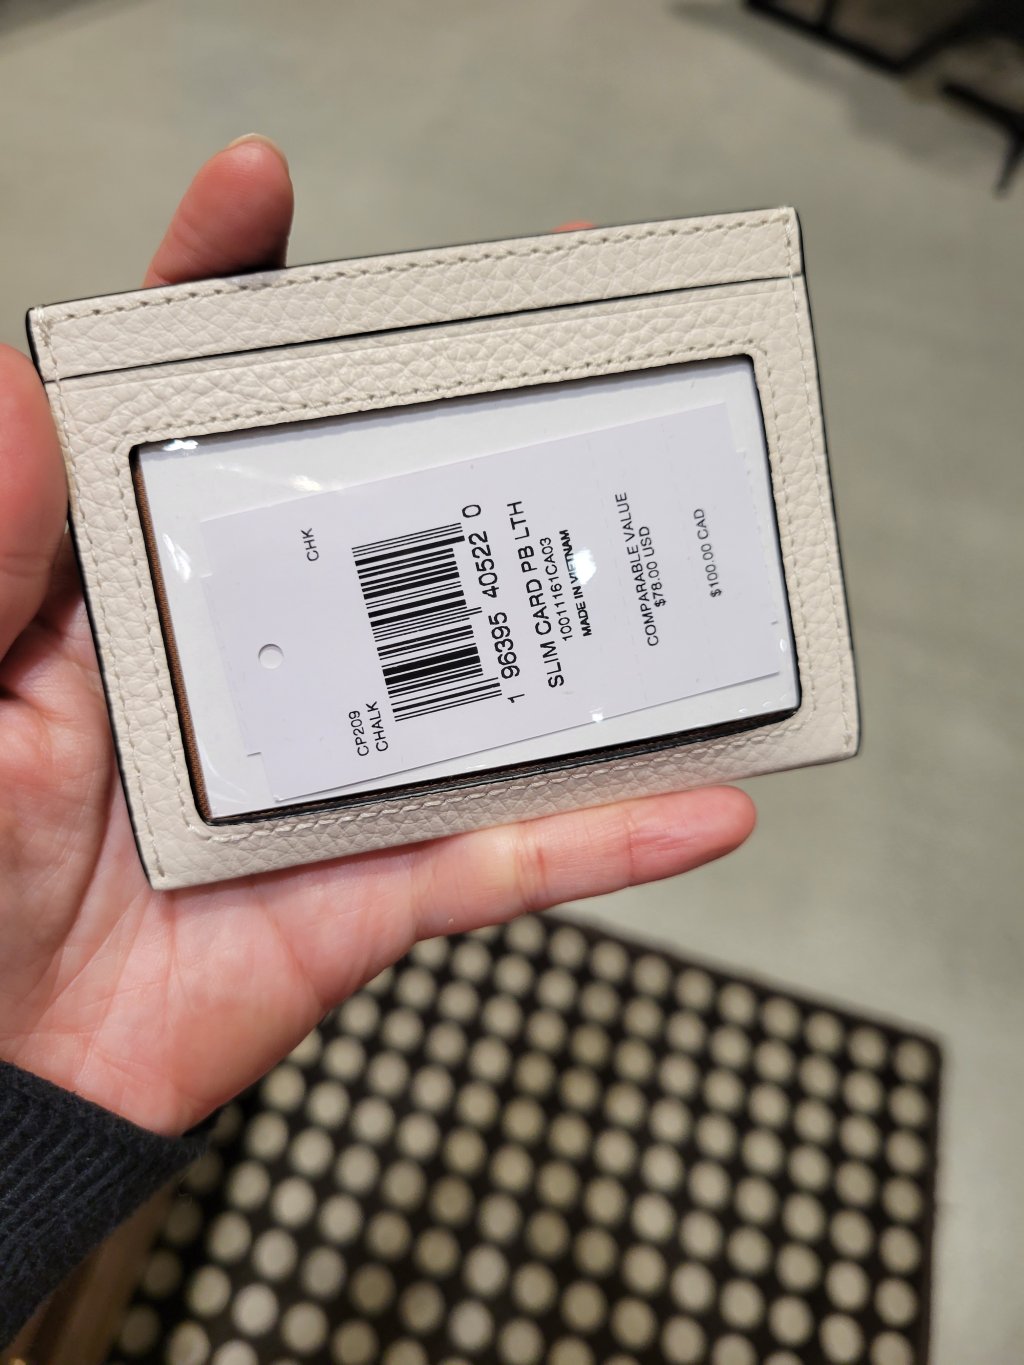 CP209
CHALK
CHK
1 96395 40522 0
SLIM CARD PB LTH
10011161CA03
MADE IN VIETNAM
COMPARABLE VALUE
$78.00 USD
$100.00 CAD